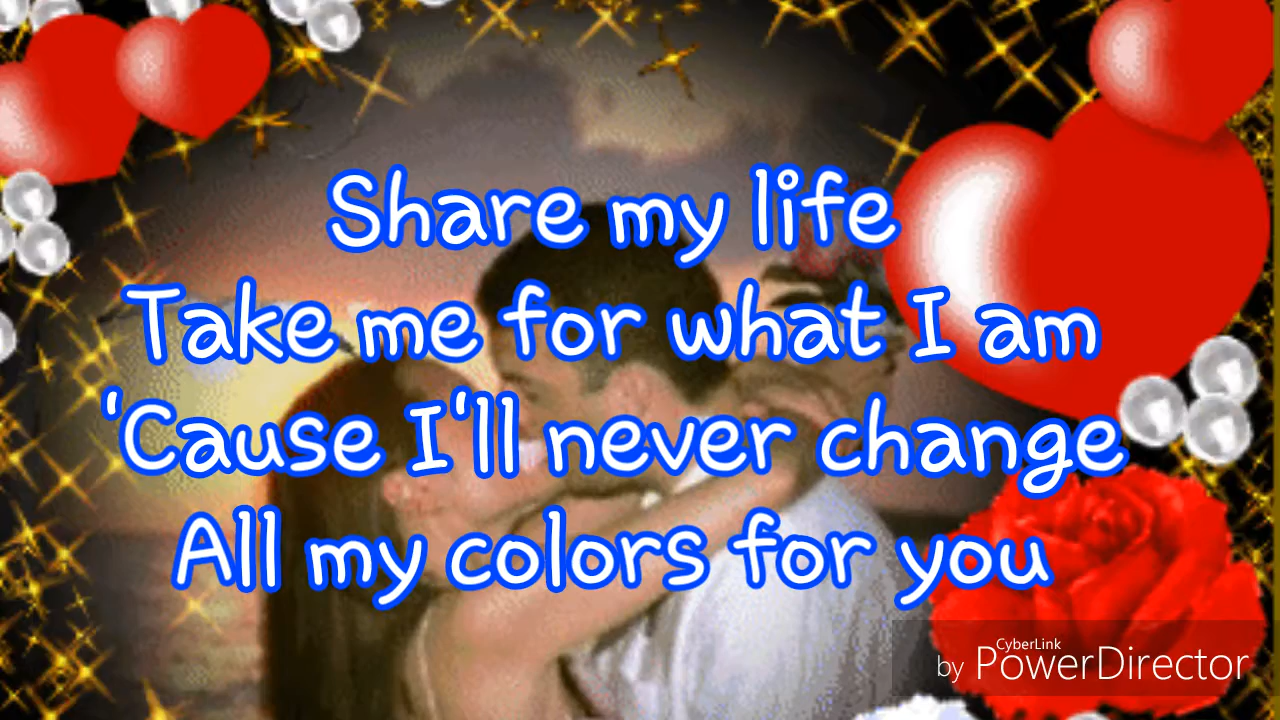 Share my life
Take me for what I am
‘Cause I‘ll never change
All my colors for you
CyberLink
by PowerDirector